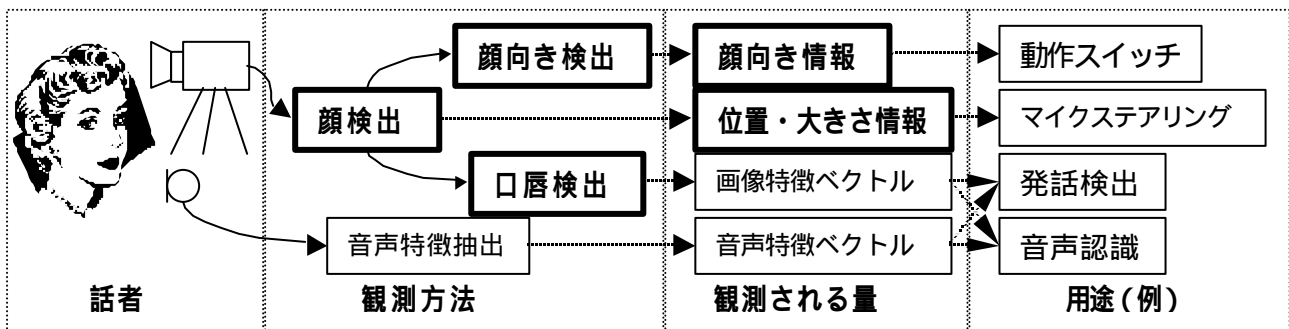 顔向き検出
顔向き情報
動作スイッチ
顔検出
位置・大きさ情報
マイクステアリング
口唇検出
画像特徴ベクトル
発話検出
音声特徴抽出
音声特徴ベクトル
音声認識
話者
観測方法
観測される量
用途(例)